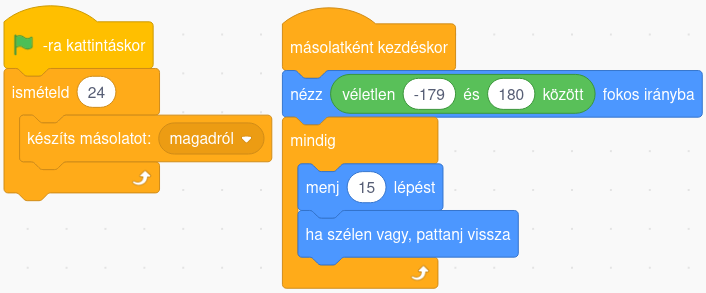 -ra kattintáskor
ismételd 24
készíts másolatot: magadról
másolatként kezdéskor
nézz véletlen -179 és 180 között fokos irányba
mindig
menj 15 lépést
ha szélen vagy, pattanj vissza